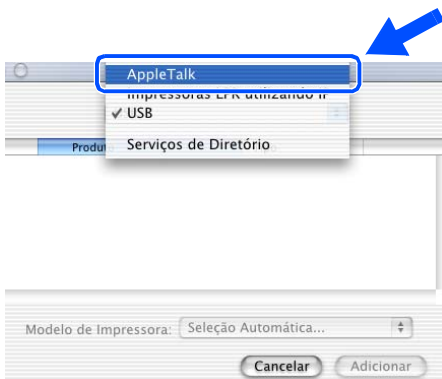 AppleTalk
Impressoras LPR utilizando IP
✓ USB
Serviços de Diretório
Produ
Modelo de Impressora: Seleção Automática...
Cancelar Adicionar